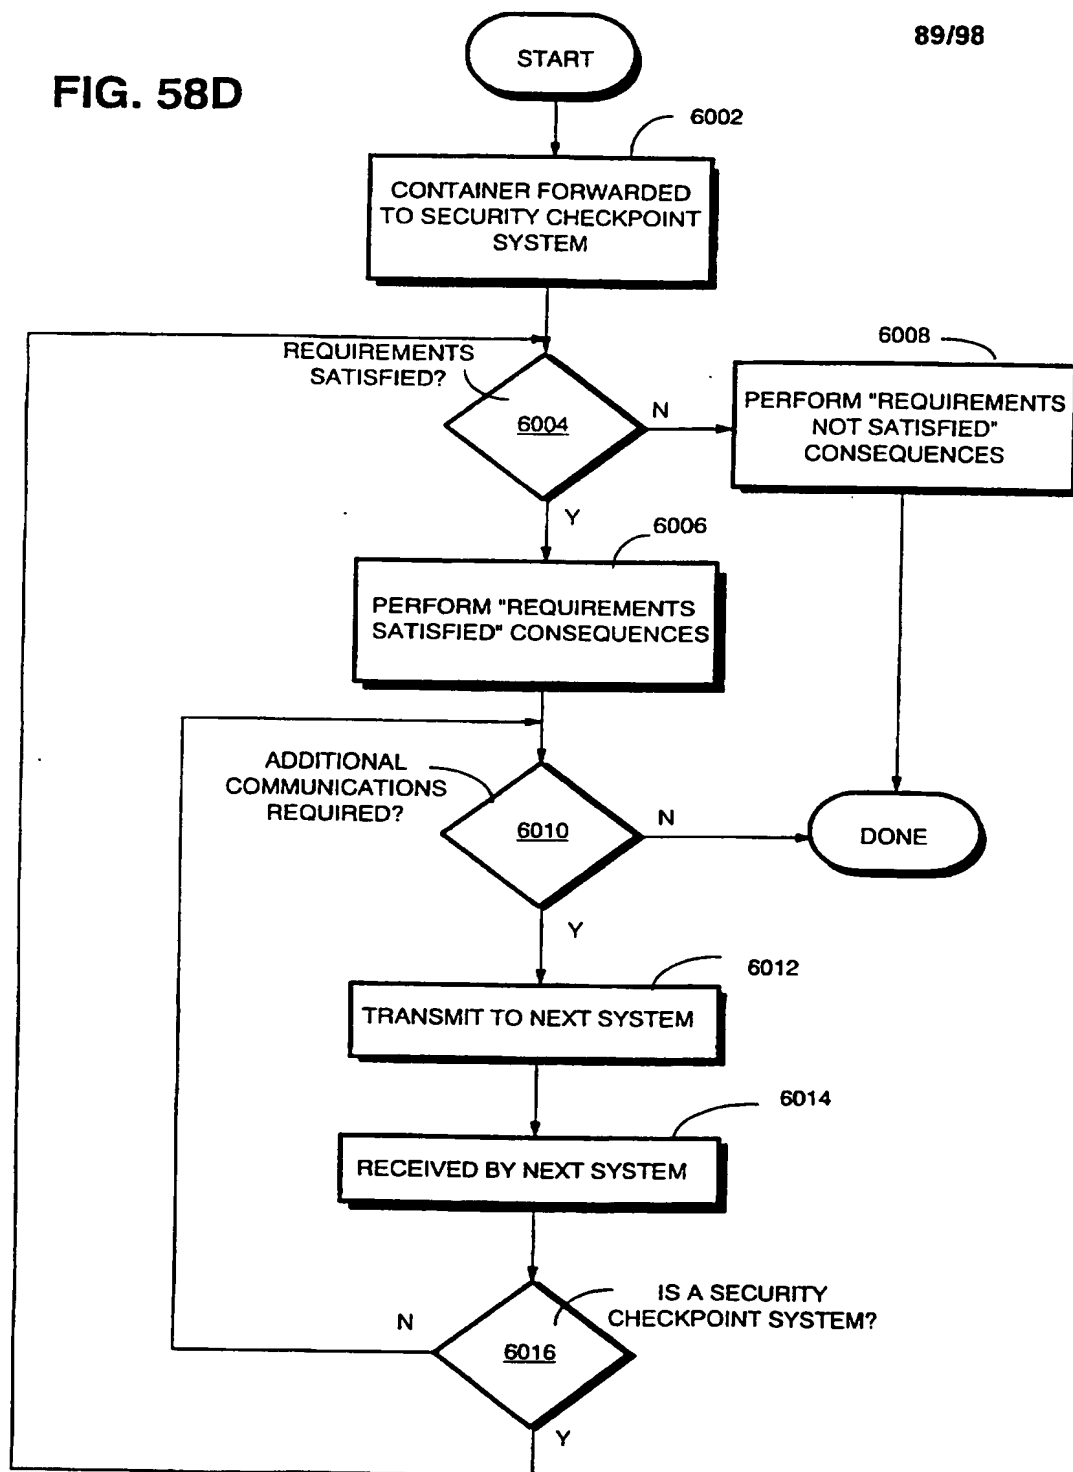 89/98
FIG. 58D
START
6002
CONTAINER FORWARDED
TO SECURITY CHECKPOINT
SYSTEM
REQUIREMENTS
SATISFIED?
6004
N
Y
6008
PERFORM "REQUIREMENTS
NOT SATISFIED"
CONSEQUENCES
6006
PERFORM "REQUIREMENTS
SATISFIED" CONSEQUENCES
ADDITIONAL
COMMUNICATIONS
REQUIRED?
6010
N
DONE
Y
6012
TRANSMIT TO NEXT SYSTEM
6014
RECEIVED BY NEXT SYSTEM
IS A SECURITY
CHECKPOINT SYSTEM?
N
6016
Y